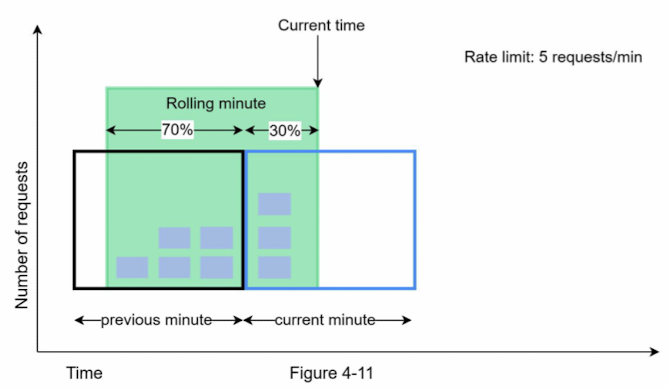 Current time
Rate limit: 5 requests/min
Rolling minute
70%
30%
Number of requests
previous minute
current minute
Time
Figure 4-11